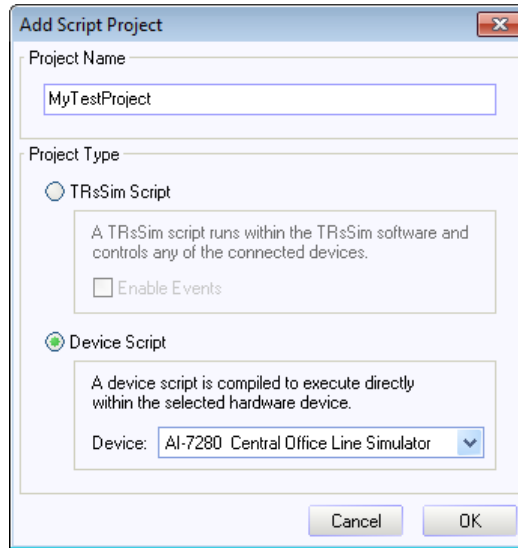 Add Script Project
Project Name
MyTestProject
Project Type
TRsSim Script
A TRsSim script runs within the TRsSim software and
controls any of the connected devices.
Enable Events
Device Script
A device script is compiled to execute directly
within the selected hardware device.
Device: AI-7280 Central Office Line Simulator
Cancel OK